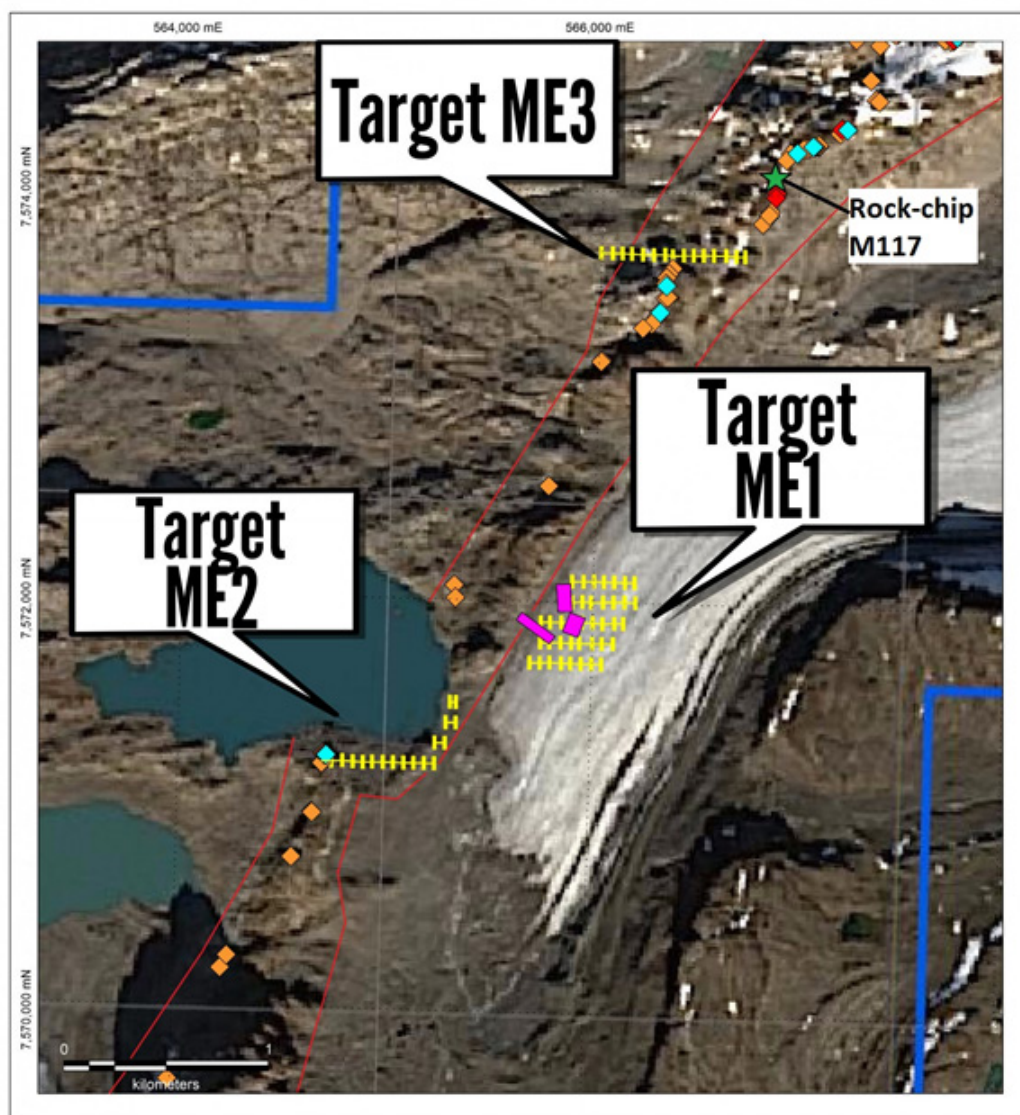 564,000 mE
566,000 mE
Target ME3
7,574,000 mN
Rock-chip
M117
Target
ME1
Target
ME2
7,572,000 mN
7,570,000 mN
0
1
kilometers